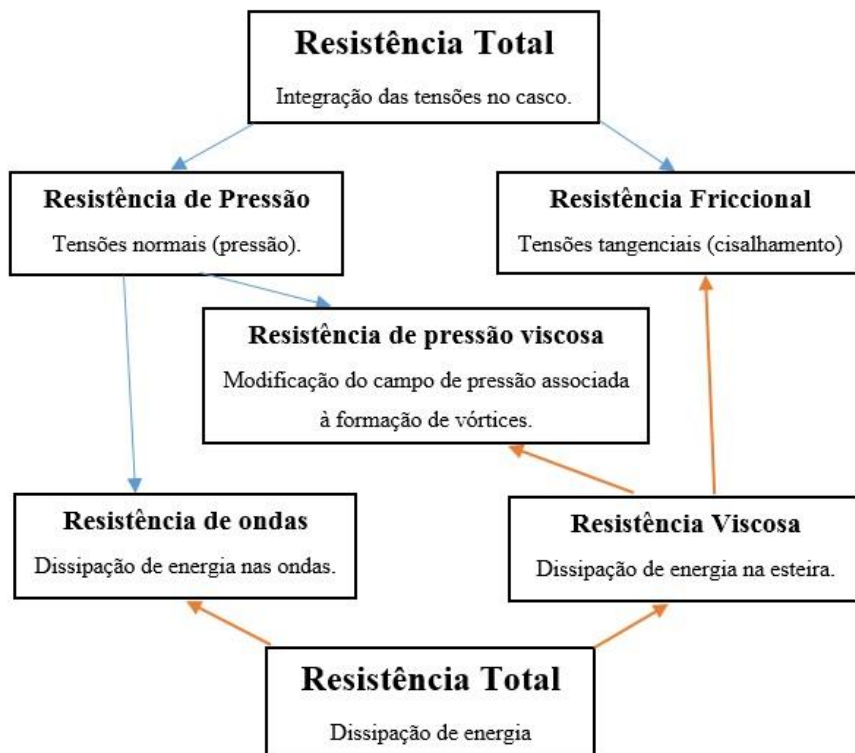 Resistência Total
Integração das tensões no casco.
Resistência de Pressão
Tensões normais (pressão).
Resistência Friccional
Tensões tangenciais (cisalhamento)
Resistência de pressão viscosa
Modificação do campo de pressão associada
à formação de vórtices.
Resistência de ondas
Dissipação de energia nas ondas.
Resistência Viscosa
Dissipação de energia na esteira.
Resistência Total
Dissipação de energia